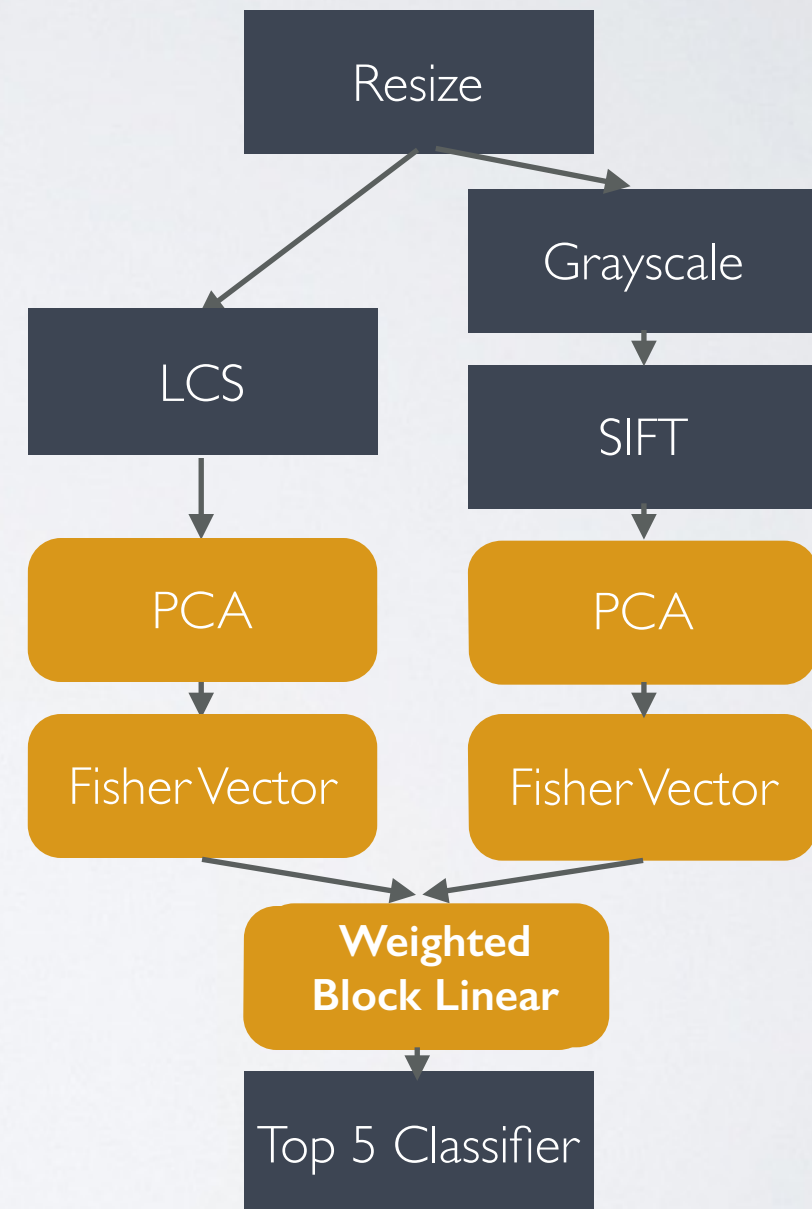 Resize
Grayscale
LCS
SIFT
PCA
PCA
Fisher Vector
Fisher Vector
Weighted
Block Linear
Top 5 Classifier